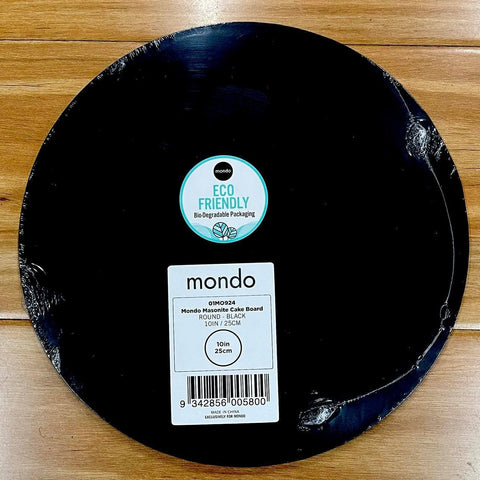 mondo
ECO
FRIENDLY
Bio-Degradable Packaging
mondo
01MO924
Mondo Masonite Cake Board
ROUND - BLACK
10IN / 25CM
10in
25cm
9 342856 005800
MADE IN CHINA
EXCLUSIVELY FOR MONDO